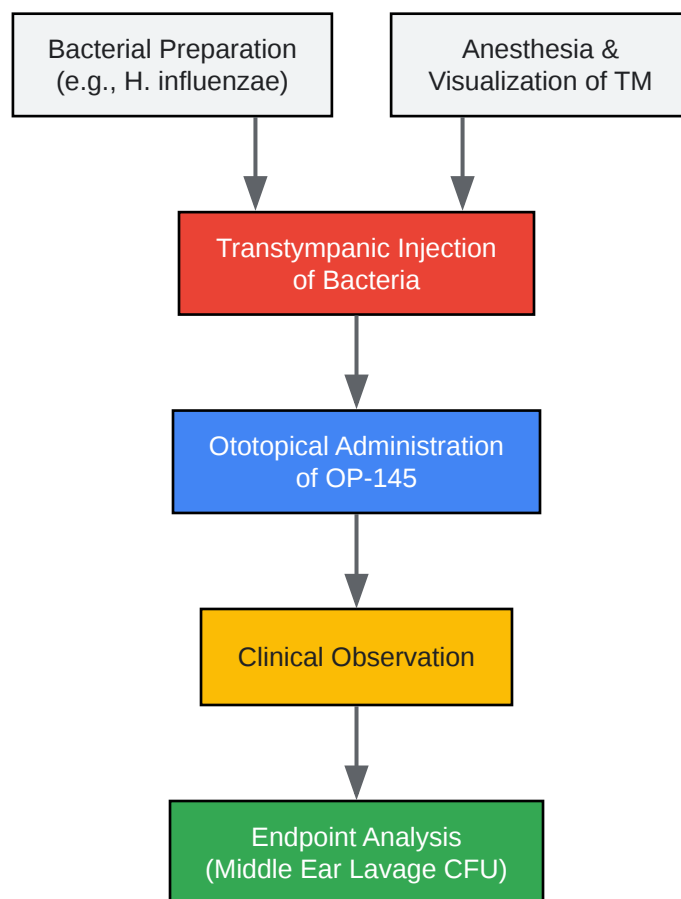 Bacterial Preparation
(e.g., H. influenzae)
Anesthesia &
Visualization of TM
Transtympanic Injection
of Bacteria
Ototopical Administration
of OP-145
Clinical Observation
Endpoint Analysis
(Middle Ear Lavage CFU)